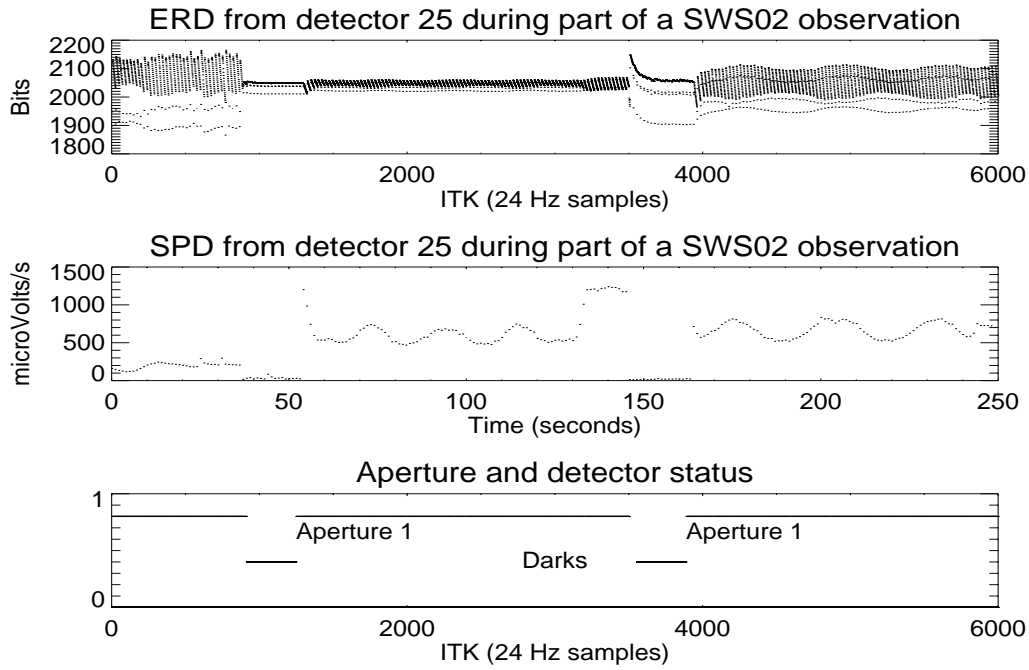 ERD from detector 25 during part of a SWS02 observation
2200
2100
2000
1900
1800
Bits
0 2000 4000 6000
ITK (24 Hz samples)
SPD from detector 25 during part of a SWS02 observation
1500
1000
500
0
microVolts/s
0 50 100 150 200 250
Time (seconds)
Aperture and detector status
1
0
Aperture 1 Aperture 1
Darks
0 2000 4000 6000
ITK (24 Hz samples)